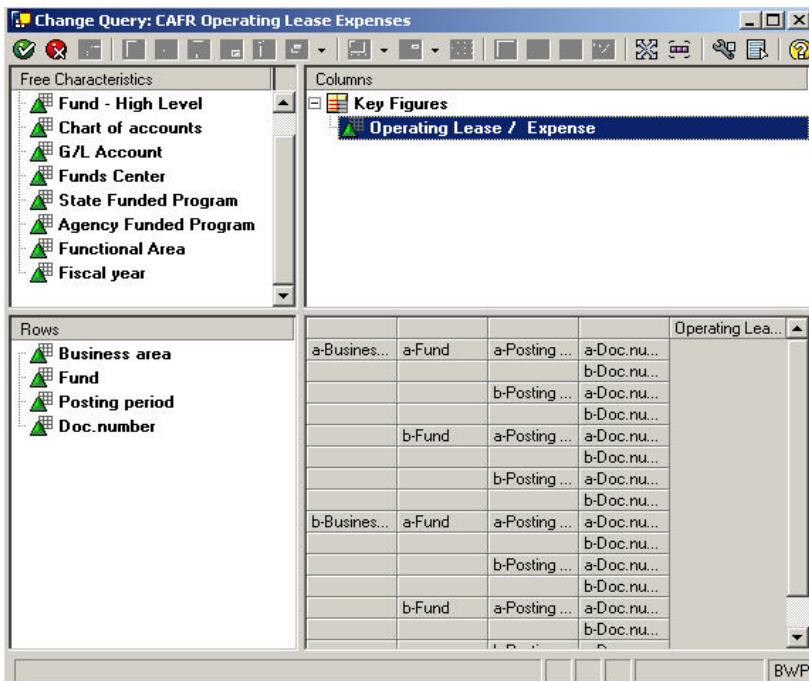 Change Query: CAFR Operating Lease Expenses
Free Characteristics
Fund - High Level
Chart of accounts
G/L Account
Funds Center
State Funded Program
Agency Funded Program
Functional Area
Fiscal year
Columns
Key Figures
Operating Lease / Expense
Rows
Business area
Fund
Posting period
Doc.number
Operating Lea...
a-Busines... a-Fund a-Posting ... a-Doc.nu...
b-Doc.nu...
b-Posting ... a-Doc.nu...
b-Doc.nu...
b-Fund a-Posting ... a-Doc.nu...
b-Doc.nu...
b-Posting ... a-Doc.nu...
b-Doc.nu...
b-Busines... a-Fund a-Posting ... a-Doc.nu...
b-Doc.nu...
b-Posting ... a-Doc.nu...
b-Doc.nu...
b-Fund a-Posting ... a-Doc.nu...
b-Doc.nu...
BWP